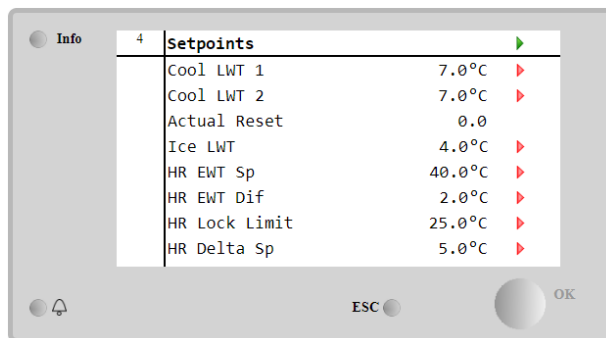 Info
4 Setpoints
Cool LWT 1 7.0°C
Cool LWT 2 7.0°C
Actual Reset 0.0
Ice LWT 4.0°C
HR EWT Sp 40.0°C
HR EWT Dif 2.0°C
HR Lock Limit 25.0°C
HR Delta Sp 5.0°C
ESC
OK